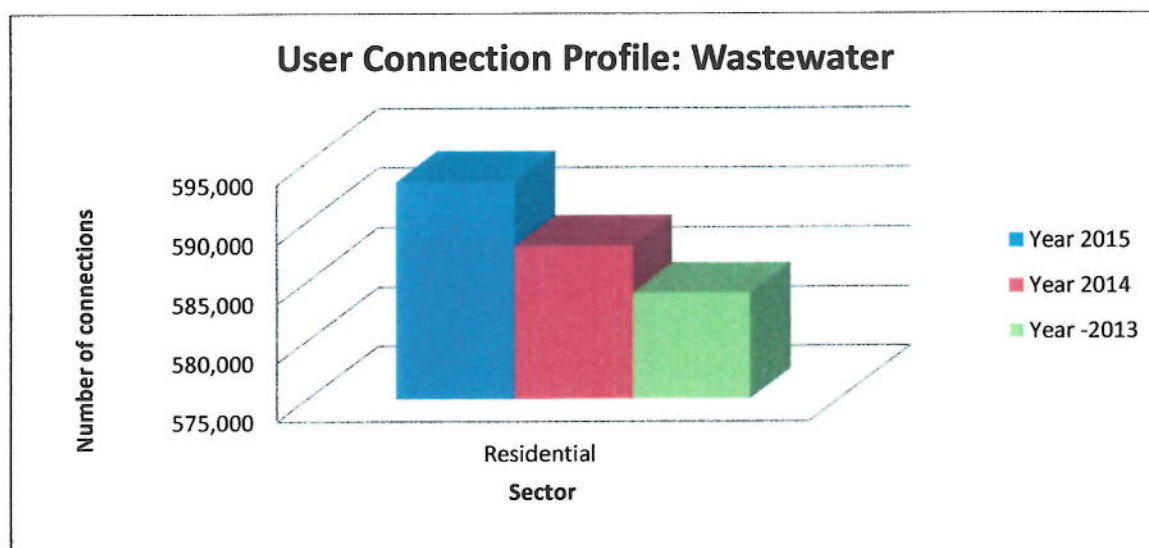 User Connection Profile: Wastewater
Number of connections
595,000
590,000
585,000
580,000
575,000
Residential
Sector
Year 2015
Year 2014
Year -2013